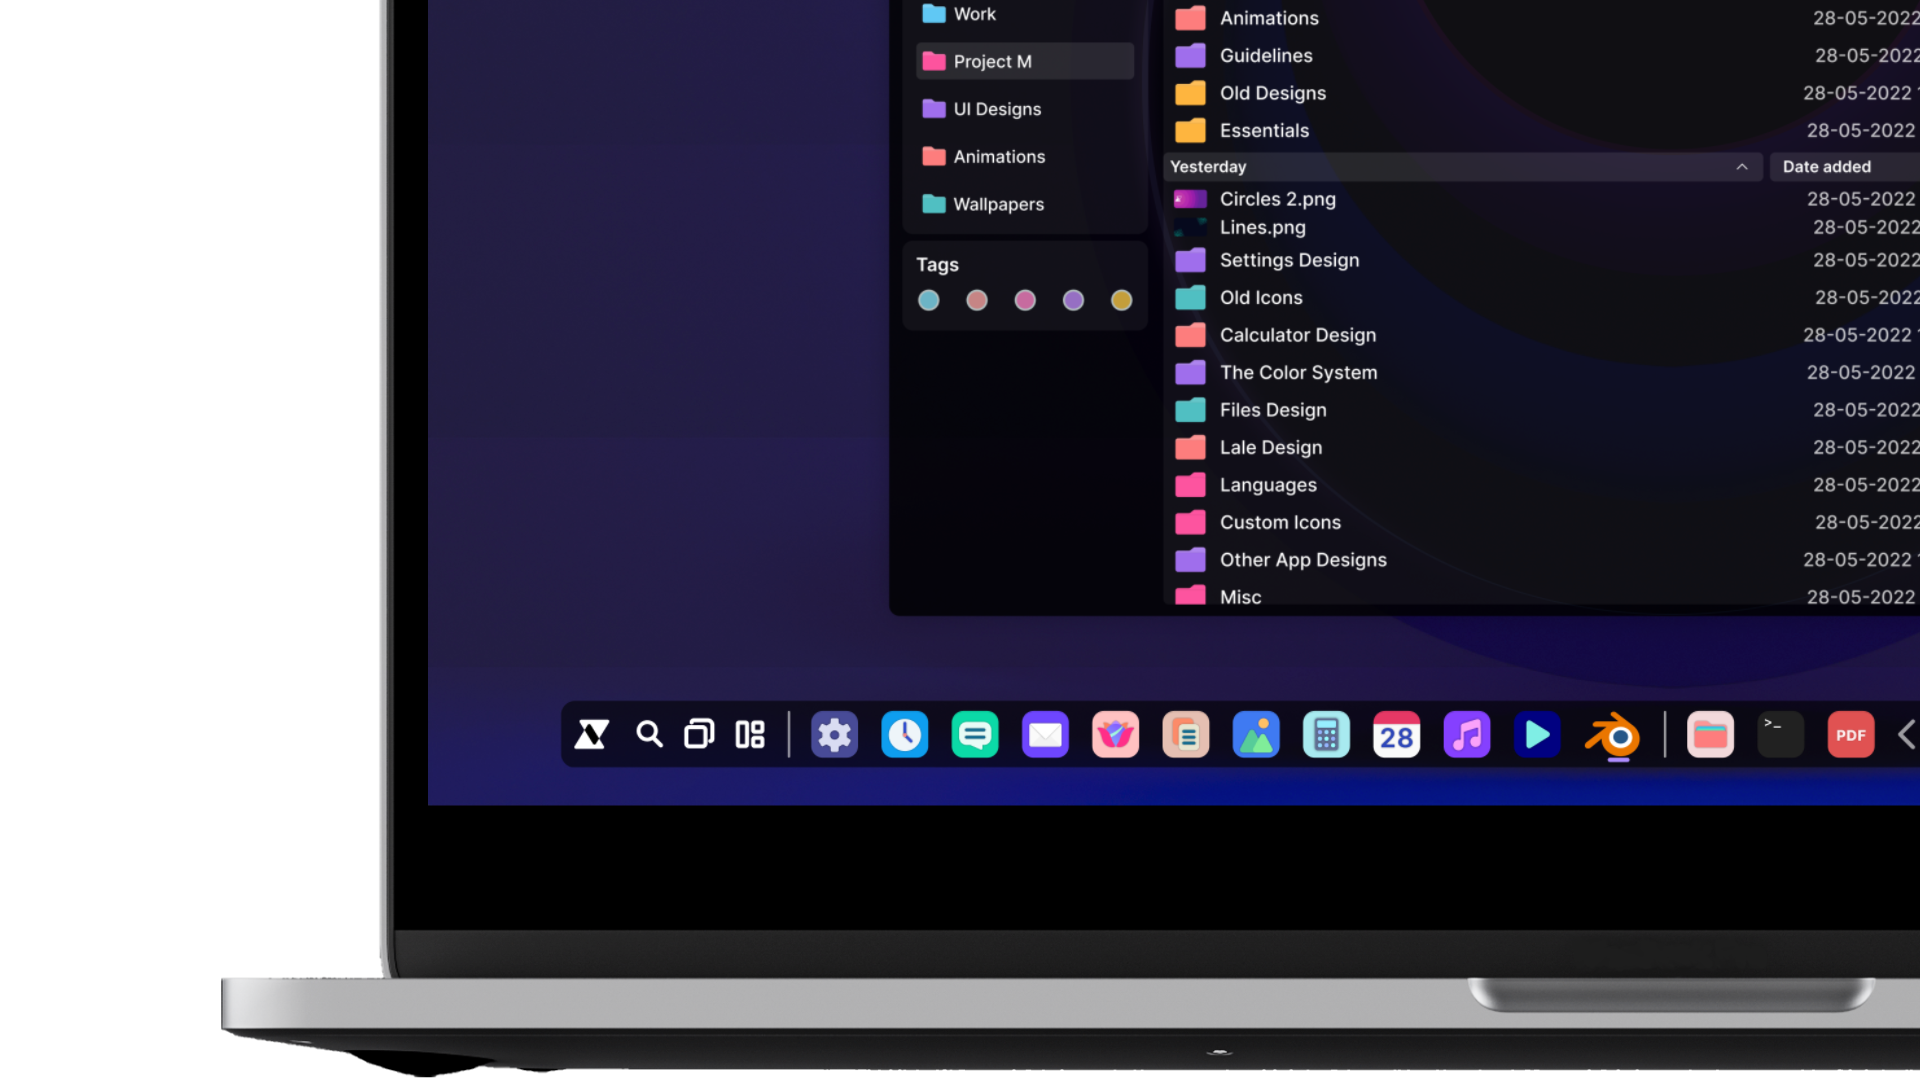 Work
Project M
UI Designs
Animations
Wallpapers
Tags
Animations 28-05-2022
Guidelines 28-05-2022
Old Designs 28-05-2022
Essentials 28-05-2022
Yesterday Date added
Circles 2.png 28-05-2022
Lines.png 28-05-2022
Settings Design 28-05-2022
Old Icons 28-05-2022
Calculator Design 28-05-2022
The Color System 28-05-2022
Files Design 28-05-2022
Lale Design 28-05-2022
Languages 28-05-2022
Custom Icons 28-05-2022
Other App Designs 28-05-2022
Misc 28-05-2022
28 >_ PDF